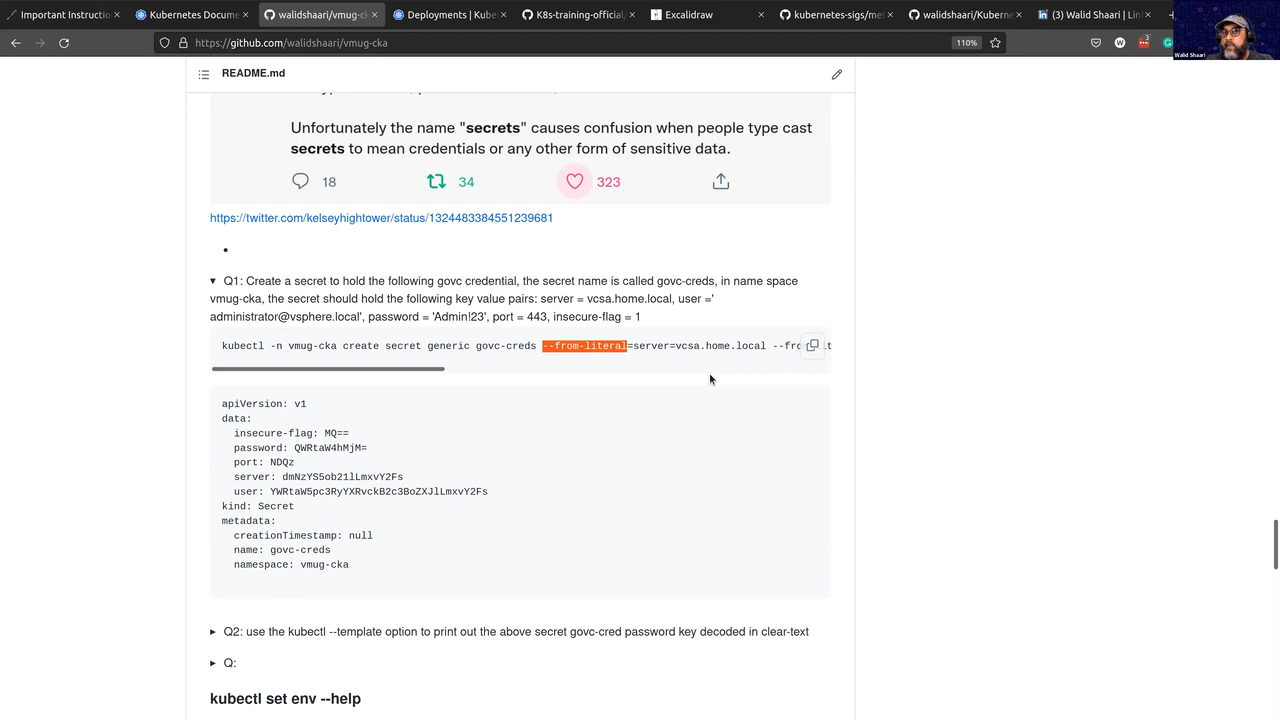 Important Instructio
Kubernetes Docume
walidshaari/vmug-ck
Deployments | Kube
K8s-training-official/
Excalidraw
kubernetes-sigs/me
walidshaari/Kubern
(3) Walid Shaari | Lin
https://github.com/walidshaari/vmug-cka
110%
Walid Shaari
README.md
Unfortunately the name "secrets" causes confusion when people type cast
secrets to mean credentials or any other form of sensitive data.
18
34
323
https://twitter.com/kelseyhightower/status/1324483384551239681
Q1: Create a secret to hold the following govc credential, the secret name is called govc-creds, in name space
vmug-cka, the secret should hold the following key value pairs: server = vcsa.home.local, user ='
administrator@vsphere.local', password = 'Admin!23', port = 443, insecure-flag = 1
kubectl -n vmug-cka create secret generic govc-creds --from-literal=server=vcsa.home.local
apiVersion: v1
data:
insecure-flag: MQ==
password: QWRtaW4hMjM=
port: NDQz
server: dmNzYS5ob21lLmxvY2Fs
user: YWRtaW5pc3RyYXRvckB2c3BoZXJlLmxvY2Fs
kind: Secret
metadata:
creationTimestamp: null
name: govc-creds
namespace: vmug-cka
Q2: use the kubectl --template option to print out the above secret govc-cred password key decoded in clear-text
Q:
kubectl set env --help